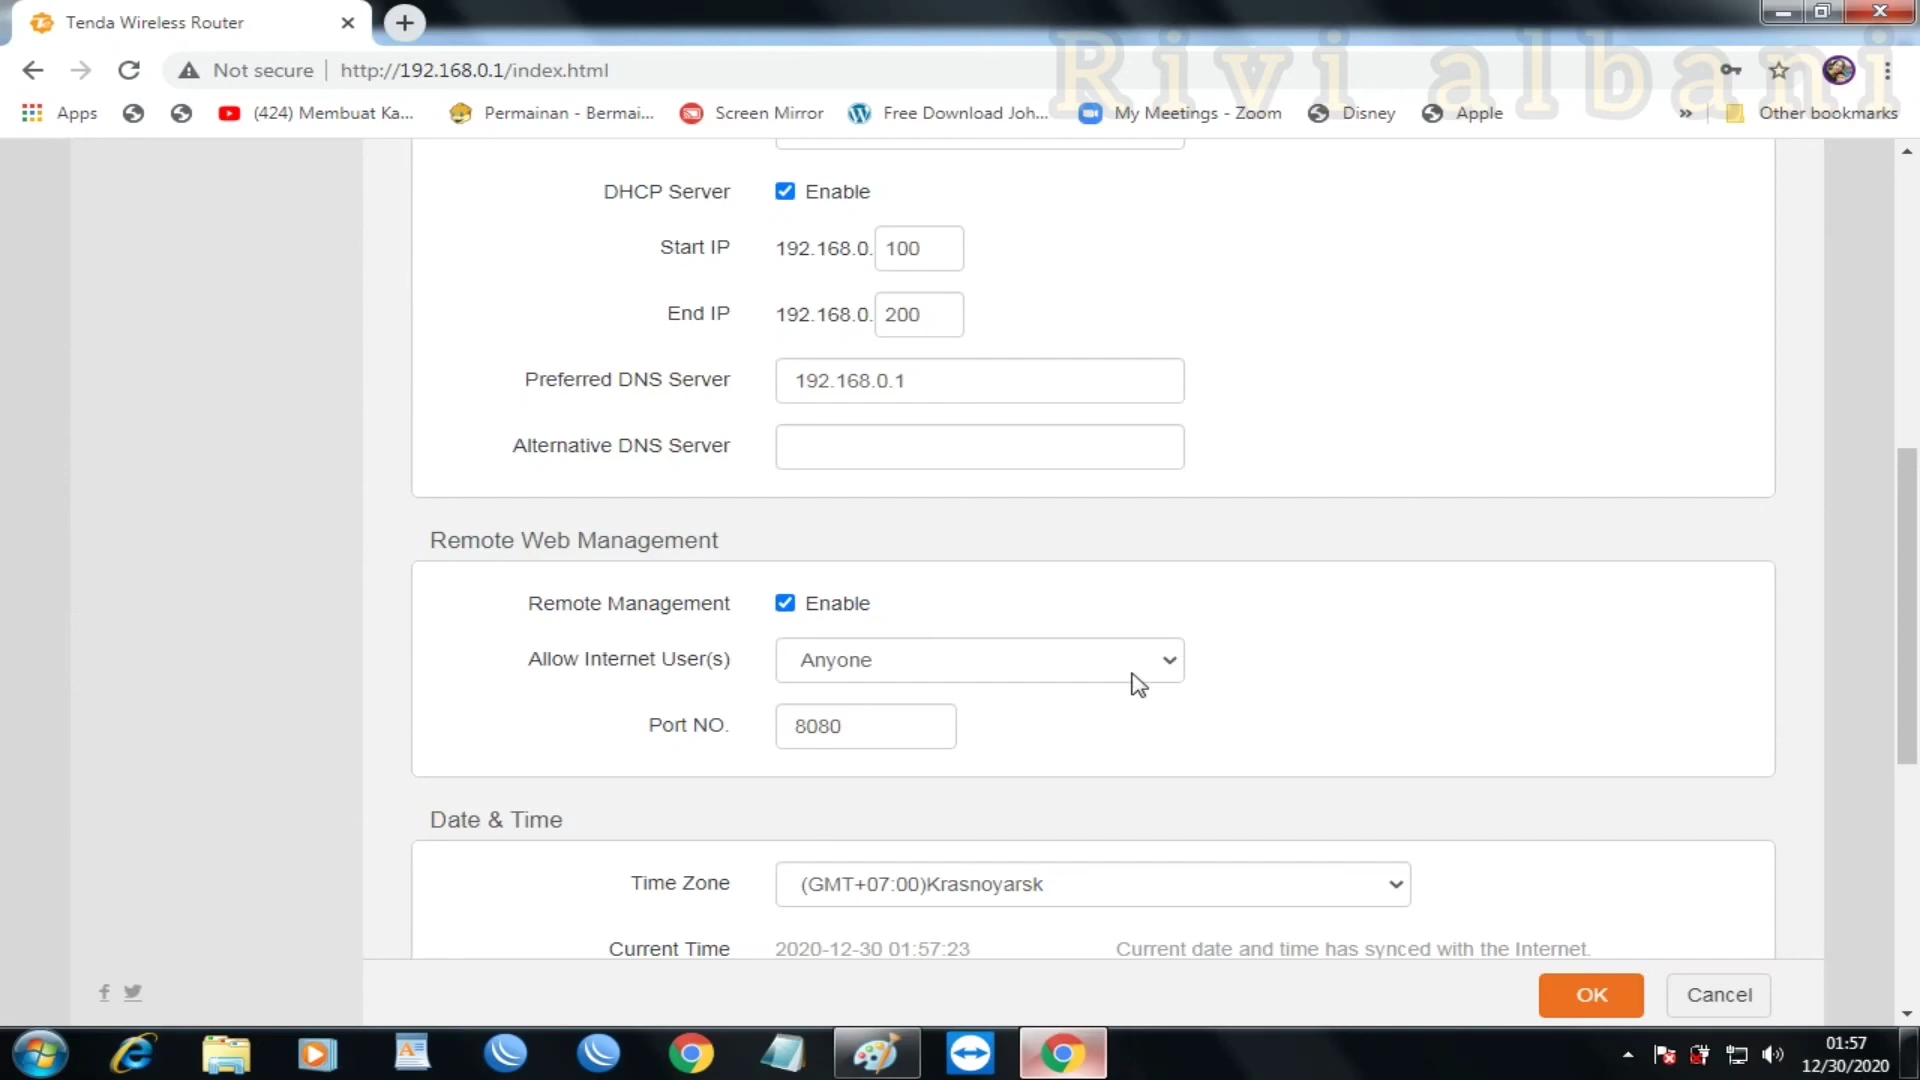 Tenda Wireless Router
Rivi albani
Not secure | http://192.168.0.1/index.html
Apps (424) Membuat Ka... Permainan - Bermai... Screen Mirror Free Download Joh... My Meetings - Zoom Disney Apple » Other bookmarks
DHCP Server Enable
Start IP 192.168.0. 100
End IP 192.168.0. 200
Preferred DNS Server 192.168.0.1
Alternative DNS Server
Remote Web Management
Remote Management Enable
Allow Internet User(s) Anyone
Port NO. 8080
Date & Time
Time Zone (GMT+07:00)Krasnoyarsk
Current Time 2020-12-30 01:57:23 Current date and time has synced with the Internet.
OK Cancel
01:57
12/30/2020